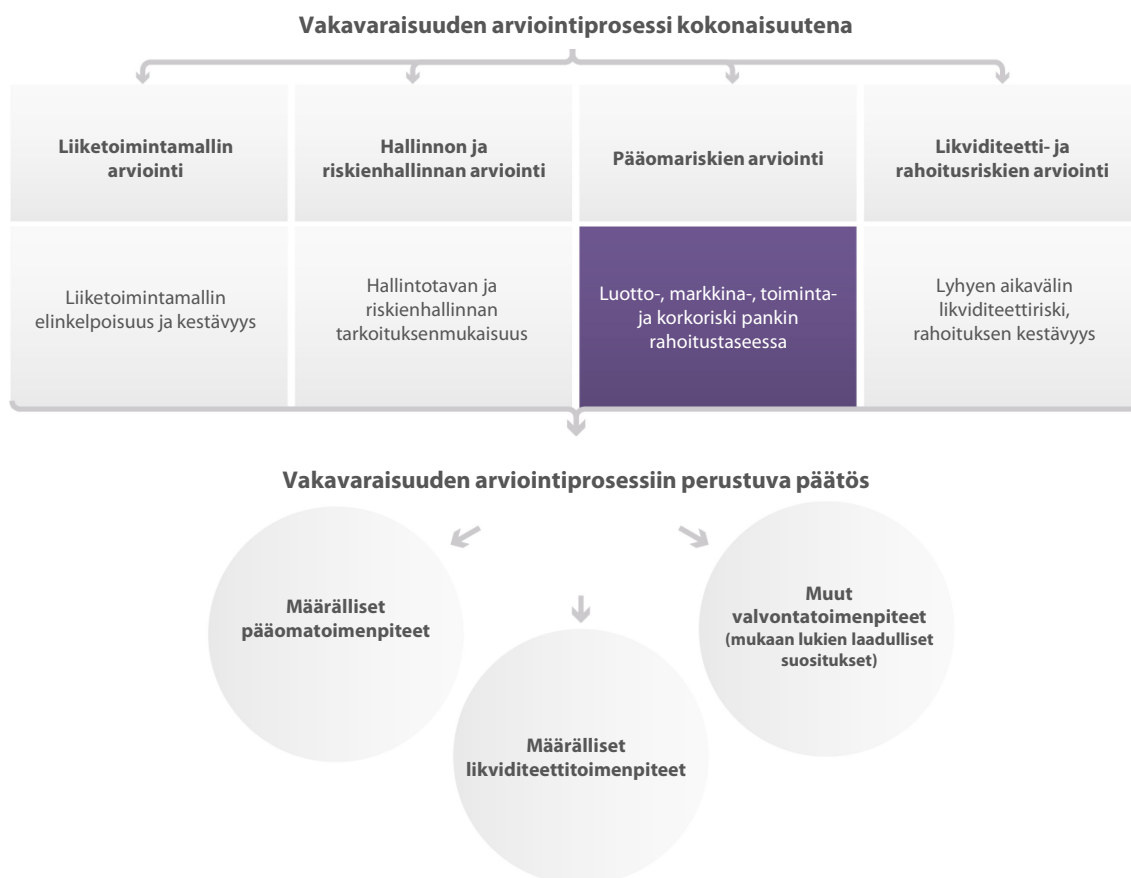 Vakavaraisuuden arviointiprosessi kokonaisuutena
Liiketoimintamallin
arviointi
Hallinnon ja
riskienhallinnan arviointi
Pääomariskien arviointi
Likviditeetti- ja
rahoitusriskien arviointi
Liiketoimintamallin
elinkelpoisuus ja kestävyys
Hallintotavan ja
riskienhallinnan
tarkoituksenmukaisuus
Luotto-, markkina-, toiminta-
ja korkoriski pankin
rahoitustaseessa
Lyhyen aikavälin
likviditeettiriski,
rahoituksen kestävyys
Vakavaraisuuden arviointiprosessiin perustuva päätös
Määrälliset
pääomatoimenpiteet
Määrälliset
likviditeettitoimenpiteet
Muut
valvontatoimenpiteet
(mukaan lukien laadulliset
suositukset)